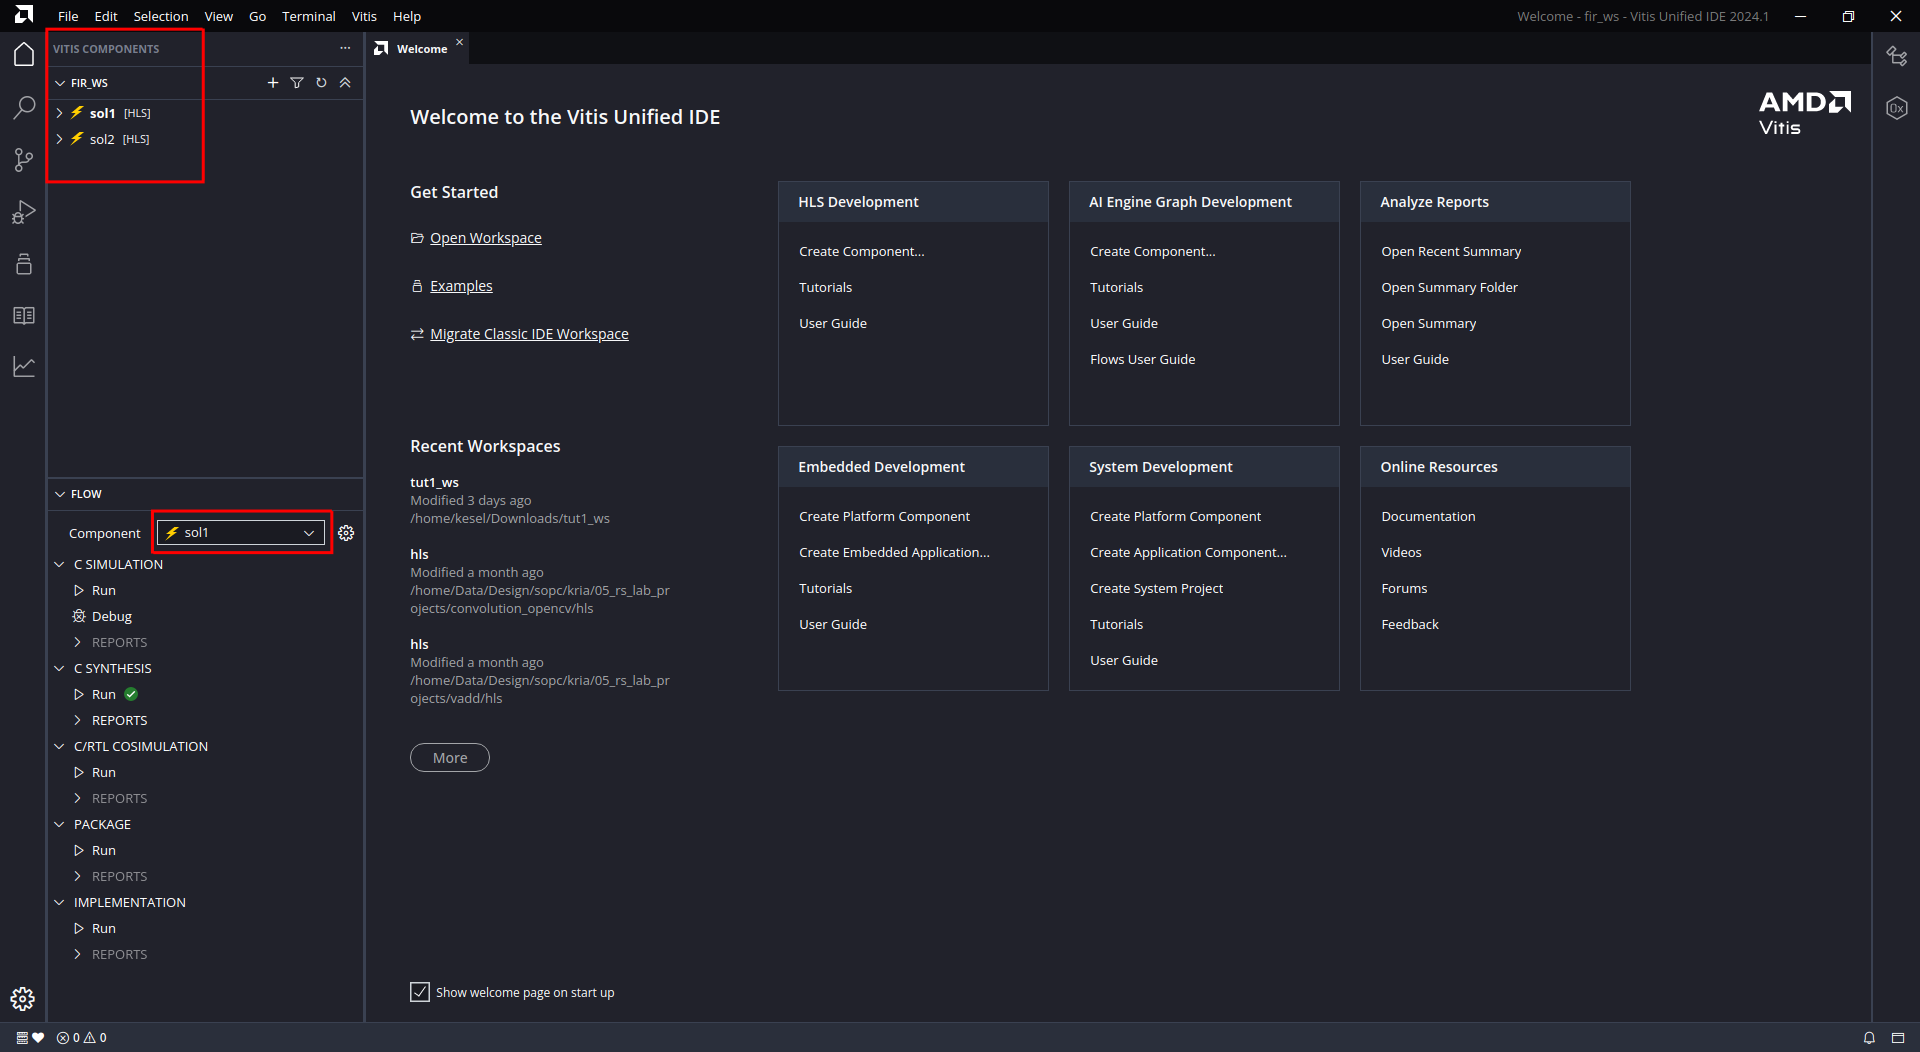 File Edit Selection View Go Terminal Vitis Help
Welcome - fir_ws - Vitis Unified IDE 2024.1
VITIS COMPONENTS
FIR_WS
sol1 [HLS]
sol2 [HLS]
FLOW
Component sol1
C SIMULATION
Run
Debug
REPORTS
C SYNTHESIS
Run
REPORTS
C/RTL COSIMULATION
Run
REPORTS
PACKAGE
Run
REPORTS
IMPLEMENTATION
Run
REPORTS
Welcome
Welcome to the Vitis Unified IDE
AMD
Vitis
Get Started
Open Workspace
Examples
Migrate Classic IDE Workspace
Recent Workspaces
tut1_ws
Modified 3 days ago
/home/kesel/Downloads/tut1_ws
hls
Modified a month ago
/home/Data/Design/sopc/kria/05_rs_lab_pr
ojects/convolution_opencv/hls
hls
Modified a month ago
/home/Data/Design/sopc/kria/05_rs_lab_pr
ojects/vadd/hls
More
HLS Development
Create Component...
Tutorials
User Guide
AI Engine Graph Development
Create Component...
Tutorials
User Guide
Flows User Guide
Analyze Reports
Open Recent Summary
Open Summary Folder
Open Summary
User Guide
Embedded Development
Create Platform Component
Create Embedded Application...
Tutorials
User Guide
System Development
Create Platform Component
Create Application Component...
Create System Project
Tutorials
User Guide
Online Resources
Documentation
Videos
Forums
Feedback
Show welcome page on start up
0x
0 0